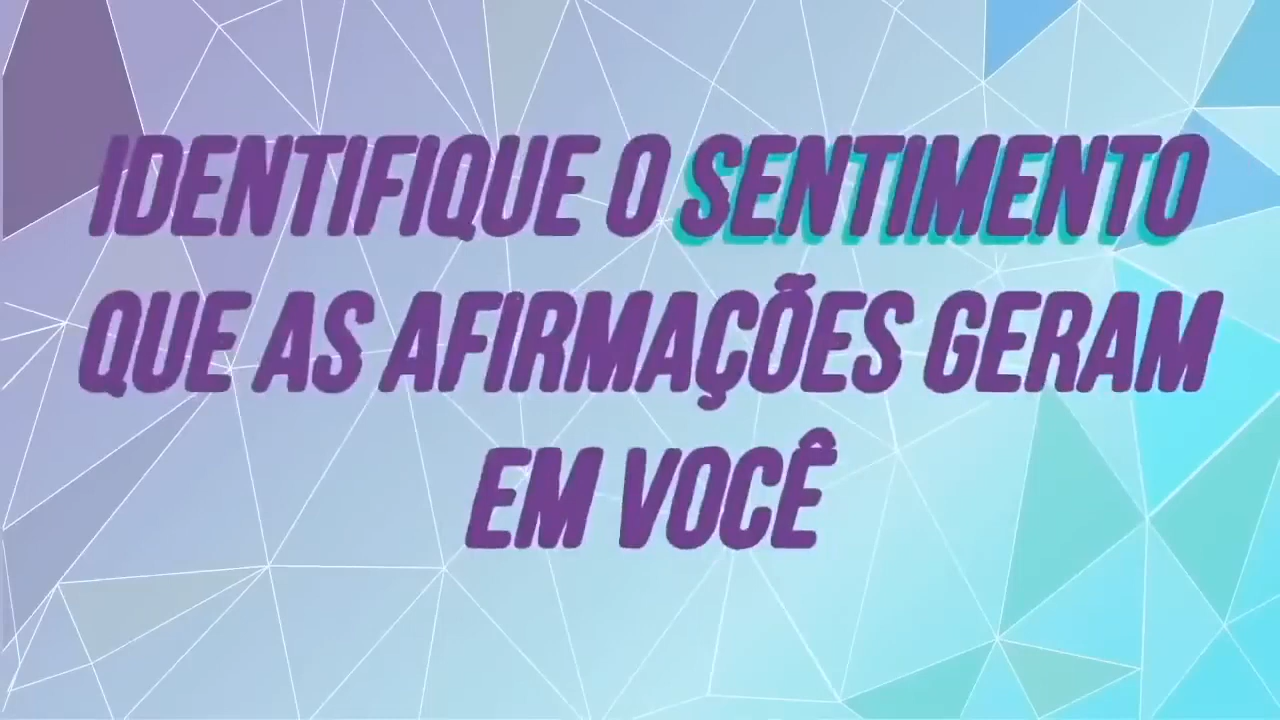 IDENTIFIQUE O SENTIMENTO
QUE AS AFIRMAÇÕES GERAM
EM VOCÊ